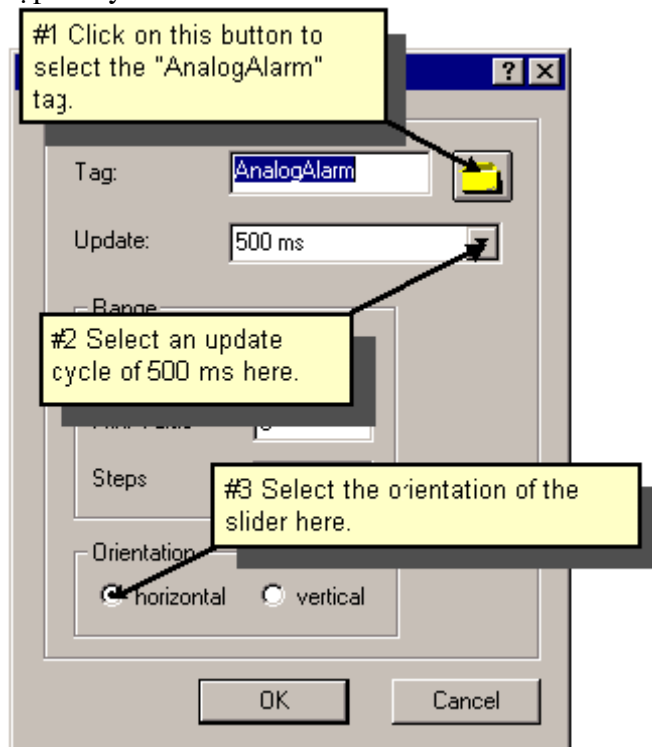 #1 Click on this button to
select the "AnalogAlarm"
tag.
Tag:
AnalogAlarm
Update:
500 ms
Range
#2 Select an update
cycle of 500 ms here.
Steps
#3 Select the orientation of the
slider here.
Orientation
horizontal
vertical
OK
Cancel